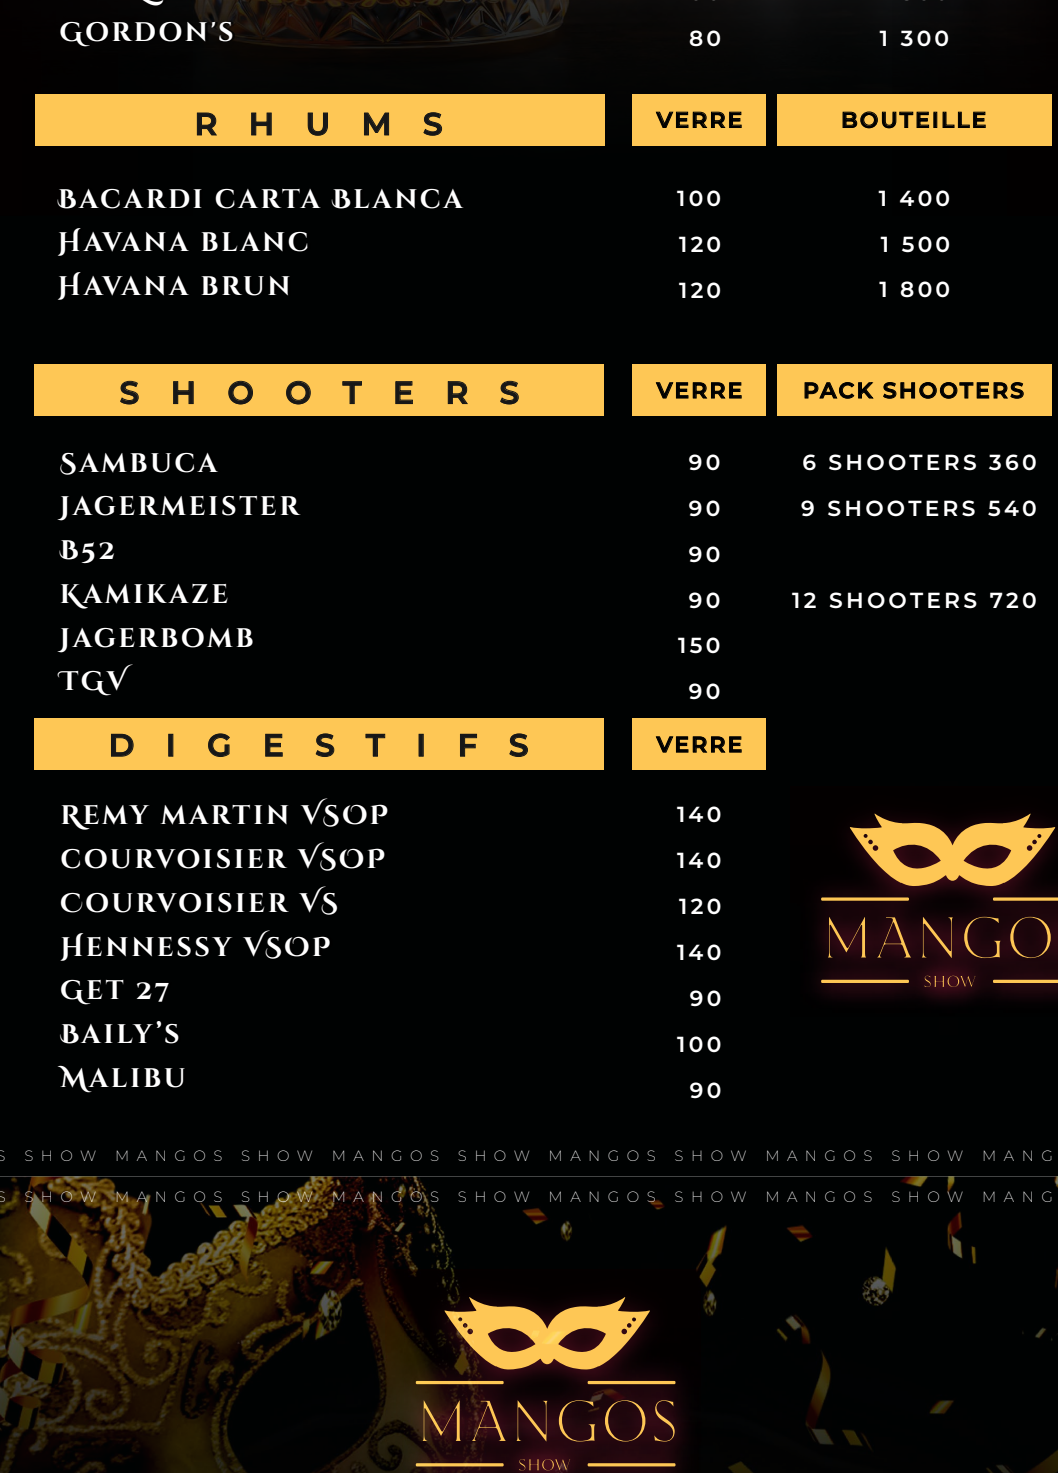 GORDON'S 80 1 300
RHUMS VERRE BOUTEILLE
BACARDI CARTA BLANCA 100 1 400
HAVANA BLANC 120 1 500
HAVANA BRUN 120 1 800
SHOOTERS VERRE PACK SHOOTERS
SAMBUCA 90 6 SHOOTERS 360
JAGERMEISTER 90 9 SHOOTERS 540
B52 90
KAMIKAZE 90 12 SHOOTERS 720
JAGERBOMB 150
TGV 90
DIGESTIFS VERRE
REMY MARTIN VSOP 140
COURVOISIER VSOP 140
COURVOISIER VS 120
HENNESSY VSOP 140
GET 27 90
BAILY’S 100
MALIBU 90
MANGO
SHOW
S SHOW MANGOS SHOW MANGOS SHOW MANGOS SHOW MANGOS SHOW MANG
S SHOW MANGOS SHOW MANGOS SHOW MANGOS SHOW MANGOS SHOW MANG
MANGOS
SHOW